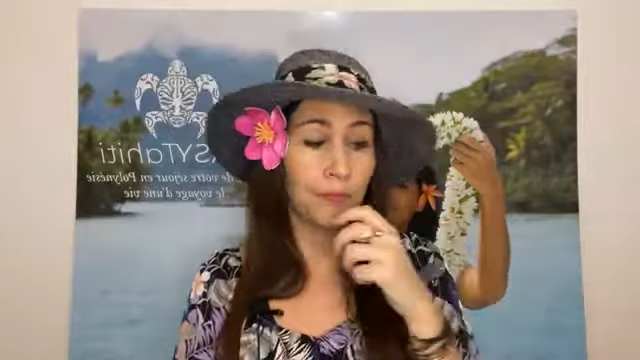 SYTahiti
de votre séjour en Polynésie
le voyage d'une vie